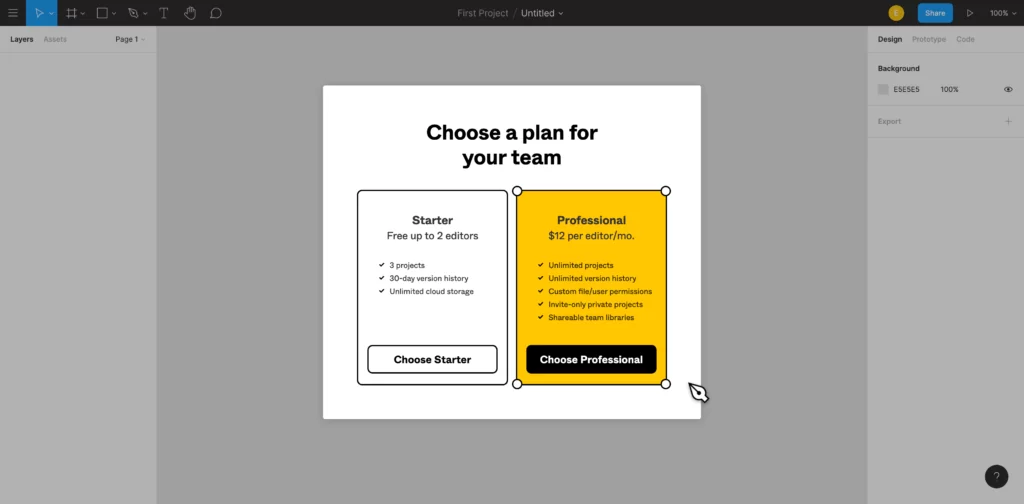 First Project / Untitled
E
Share
100%
Layers
Assets
Page 1
Design
Prototype
Code
Background
E5E5E5
100%
Export
Choose a plan for
your team
Starter
Free up to 2 editors
3 projects
30-day version history
Unlimited cloud storage
Choose Starter
Professional
$12 per editor/mo.
Unlimited projects
Unlimited version history
Custom file/user permissions
Invite-only private projects
Shareable team libraries
Choose Professional
?